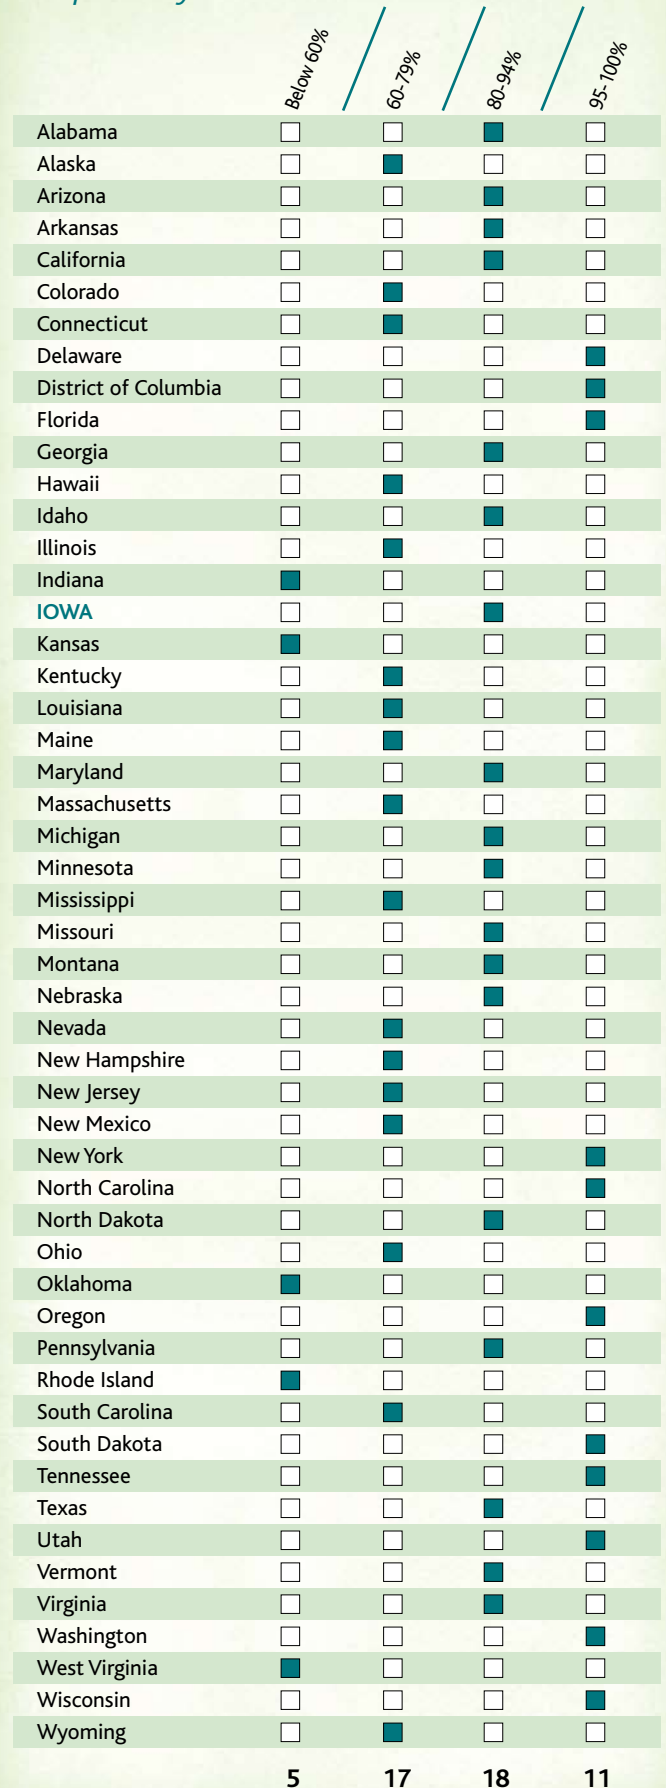 Below 60% 60-79% 80-94% 95-100%
Alabama
Alaska
Arizona
Arkansas
California
Colorado
Connecticut
Delaware
District of Columbia
Florida
Georgia
Hawaii
Idaho
Illinois
Indiana
IOWA
Kansas
Kentucky
Louisiana
Maine
Maryland
Massachusetts
Michigan
Minnesota
Mississippi
Missouri
Montana
Nebraska
Nevada
New Hampshire
New Jersey
New Mexico
New York
North Carolina
North Dakota
Ohio
Oklahoma
Oregon
Pennsylvania
Rhode Island
South Carolina
South Dakota
Tennessee
Texas
Utah
Vermont
Virginia
Washington
West Virginia
Wisconsin
Wyoming
5 17 18 11